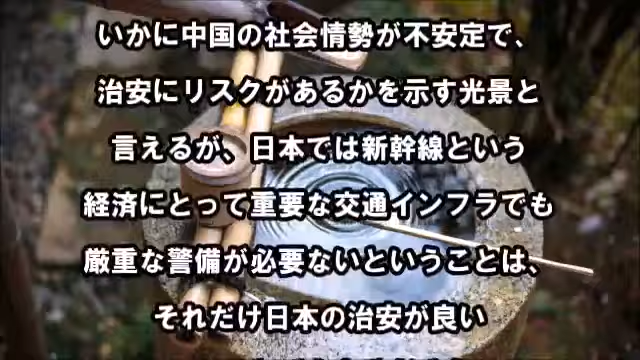 いかに中国の社会情勢が不安定で、
治安にリスクがあるかを示す光景と
言えるが、日本では新幹線という
経済にとって重要な交通インフラでも
厳重な警備が必要ないということは、
それだけ日本の治安が良い